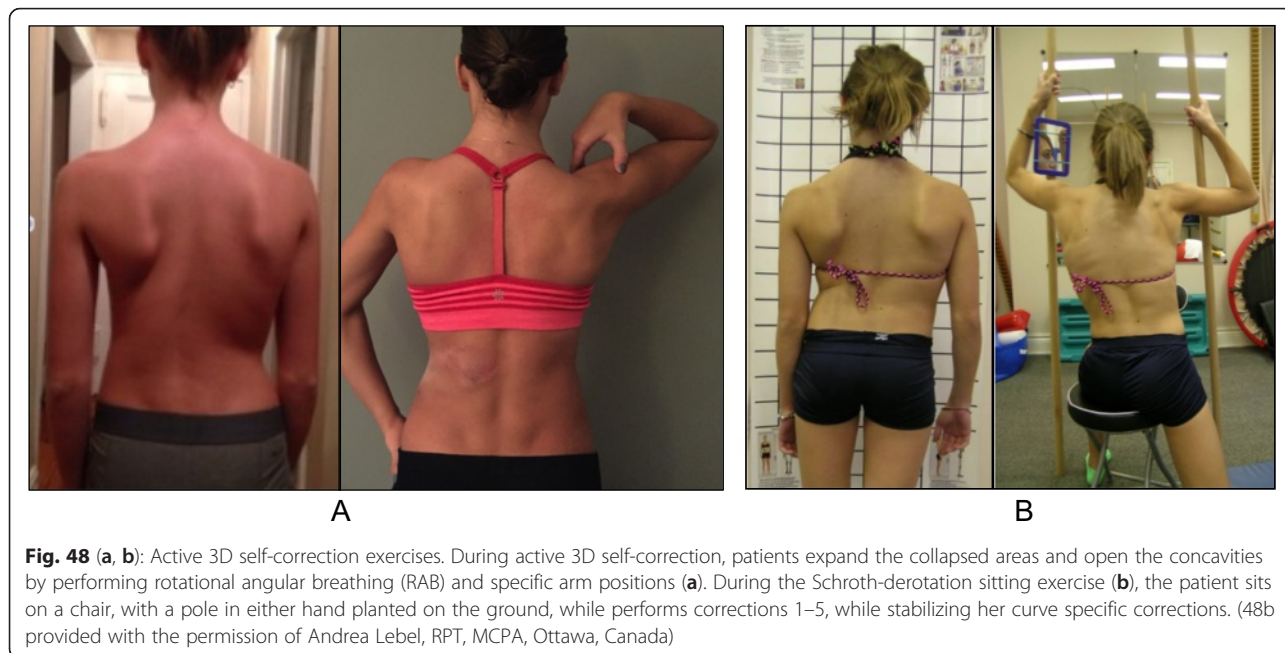 A
B
Fig. 48 (a, b): Active 3D self-correction exercises. During active 3D self-correction, patients expand the collapsed areas and open the concavities
by performing rotational angular breathing (RAB) and specific arm positions (a). During the Schroth-derotation sitting exercise (b), the patient sits
on a chair, with a pole in either hand planted on the ground, while performs corrections 1–5, while stabilizing her curve specific corrections. (48b
provided with the permission of Andrea Lebel, RPT, MCPA, Ottawa, Canada)